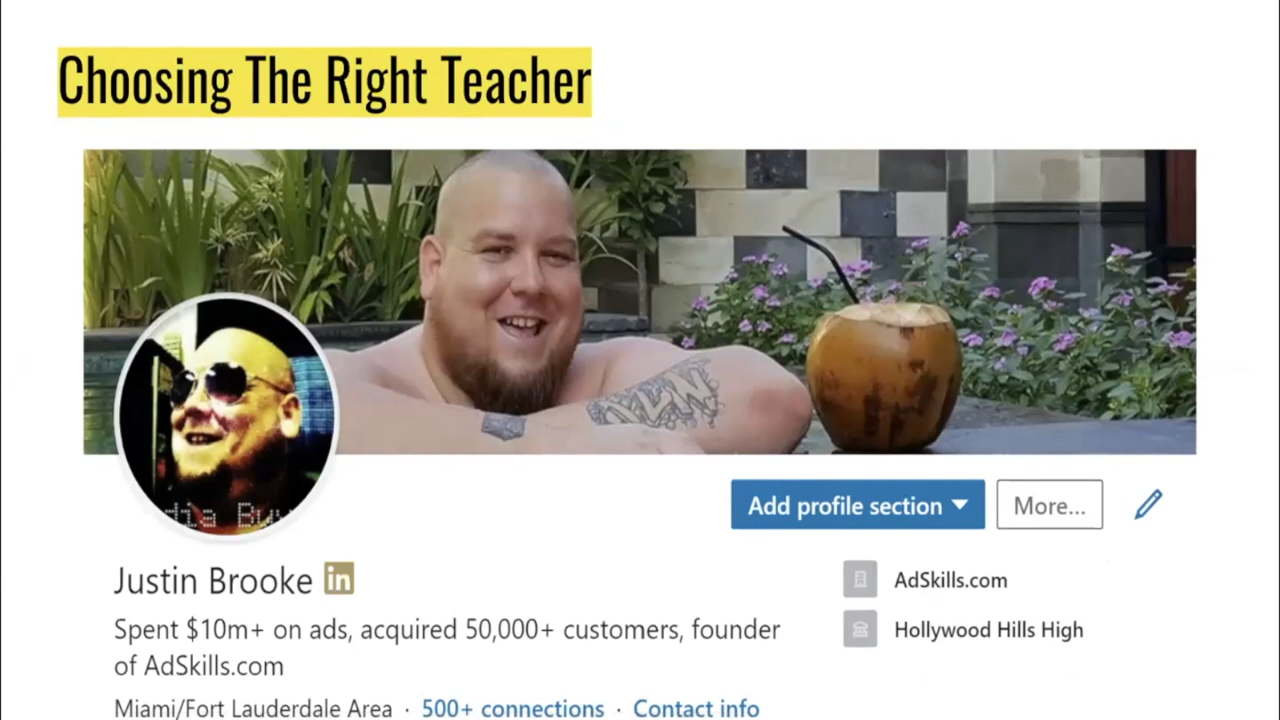 Choosing The Right Teacher
Add profile section
More...
Justin Brooke in
AdSkills.com
Spent $10m+ on ads, acquired 50,000+ customers, founder
of AdSkills.com
Hollywood Hills High
Miami/Fort Lauderdale Area · 500+ connections · Contact info